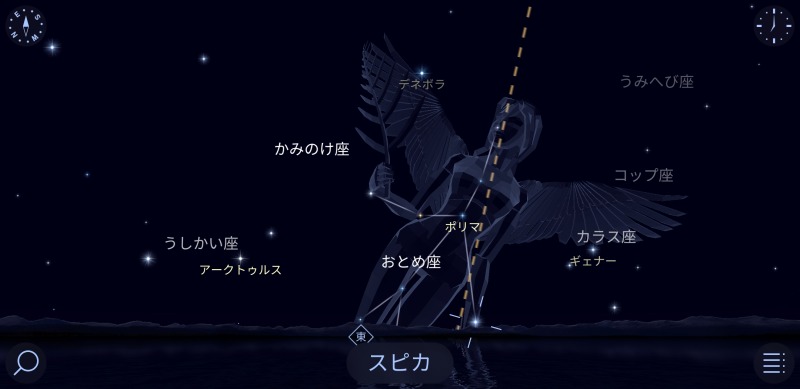 N E S W
デネボラ
うみへび座
かみのけ座
コップ座
ポリマ
うしかい座
カラス座
アークトゥルス
おとめ座
ギェナー
東
スピカ